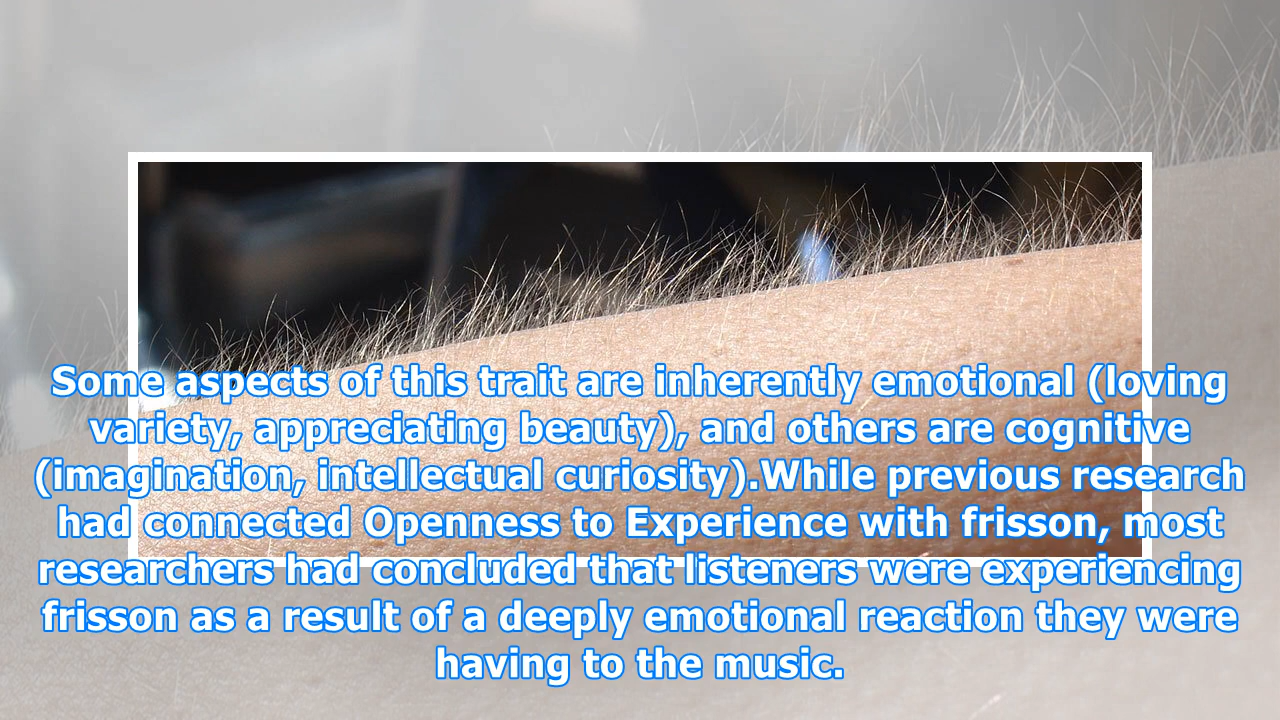 Some aspects of this trait are inherently emotional (loving
variety, appreciating beauty), and others are cognitive
(imagination, intellectual curiosity).While previous research
had connected Openness to Experience with frisson, most
researchers had concluded that listeners were experiencing
frisson as a result of a deeply emotional reaction they were
having to the music.